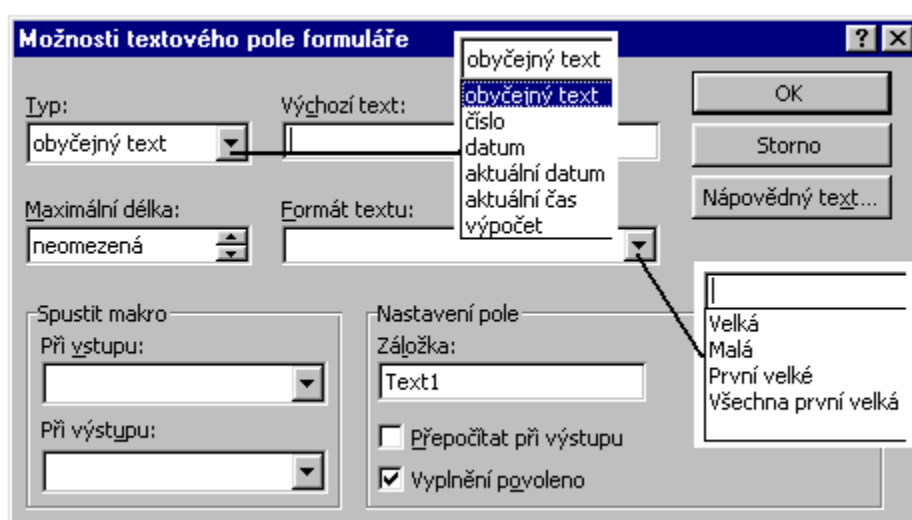 Možnosti textového pole formuláře
obyčejný text
obyčejný text
číslo
datum
aktuální datum
aktuální čas
výpočet
Typ:
obyčejný text
Výchozí text:
OK
Storno
Nápovědný text...
Maximální délka:
neomezená
Formát textu:
Velká
Malá
První velké
Všechna první velká
Spustit makro
Při vstupu:
Při výstupu:
Nastavení pole
Záložka:
Text1
Přepočítat při výstupu
Vyplnění povoleno